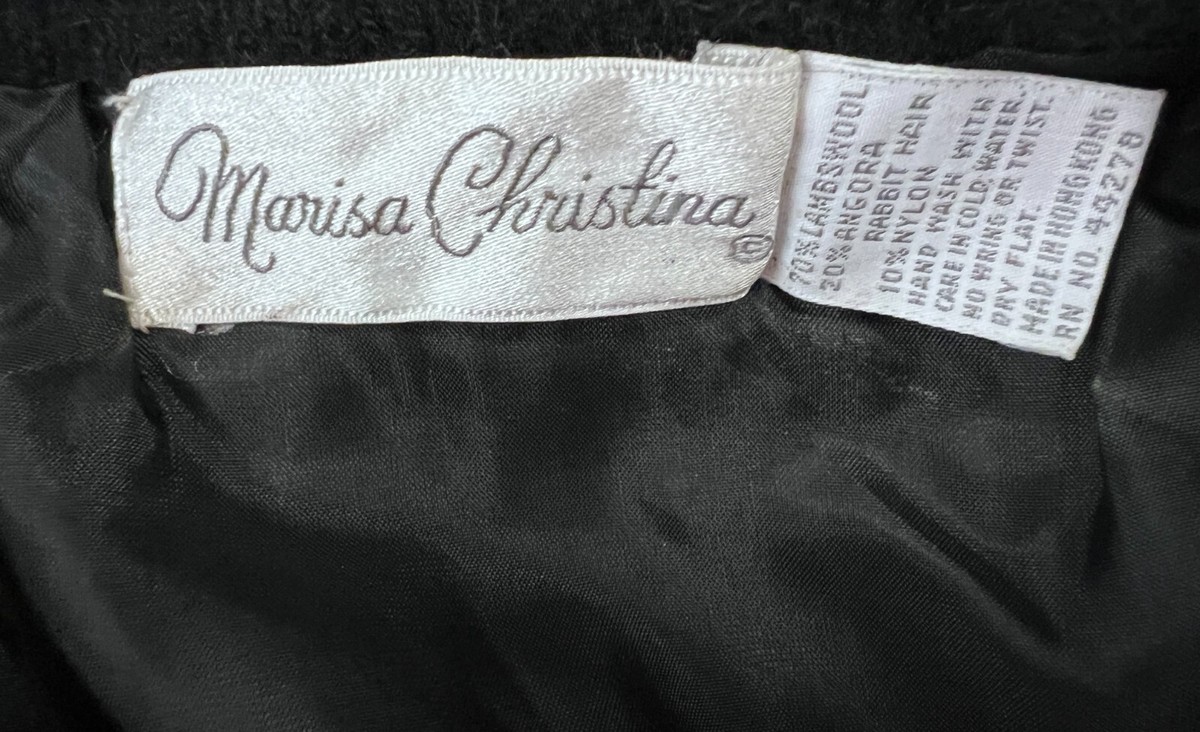 Marisa Christina
©
70% LAMBSWOOL
20% ANGORA
RABBIT HAIR
10% NYLON
HAND WASH WITH
CARE IN COLD WATER.
NO WRING OR TWIST.
DRY FLAT.
MADE IN HONG KONG
RN NO. 44278